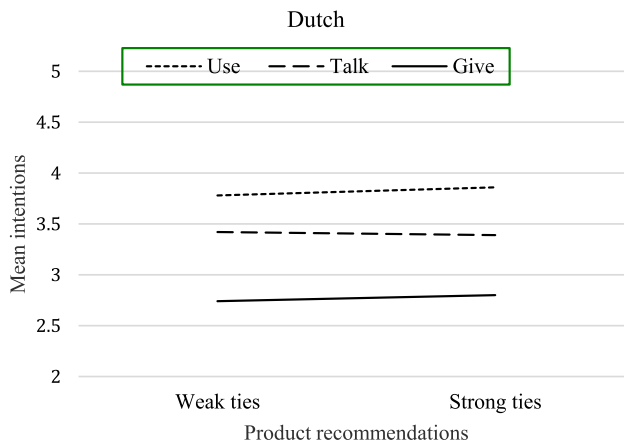 Dutch
Use Talk Give
5
4.5
4
3.5
3
2.5
2
Mean intentions
Weak ties Strong ties
Product recommendations